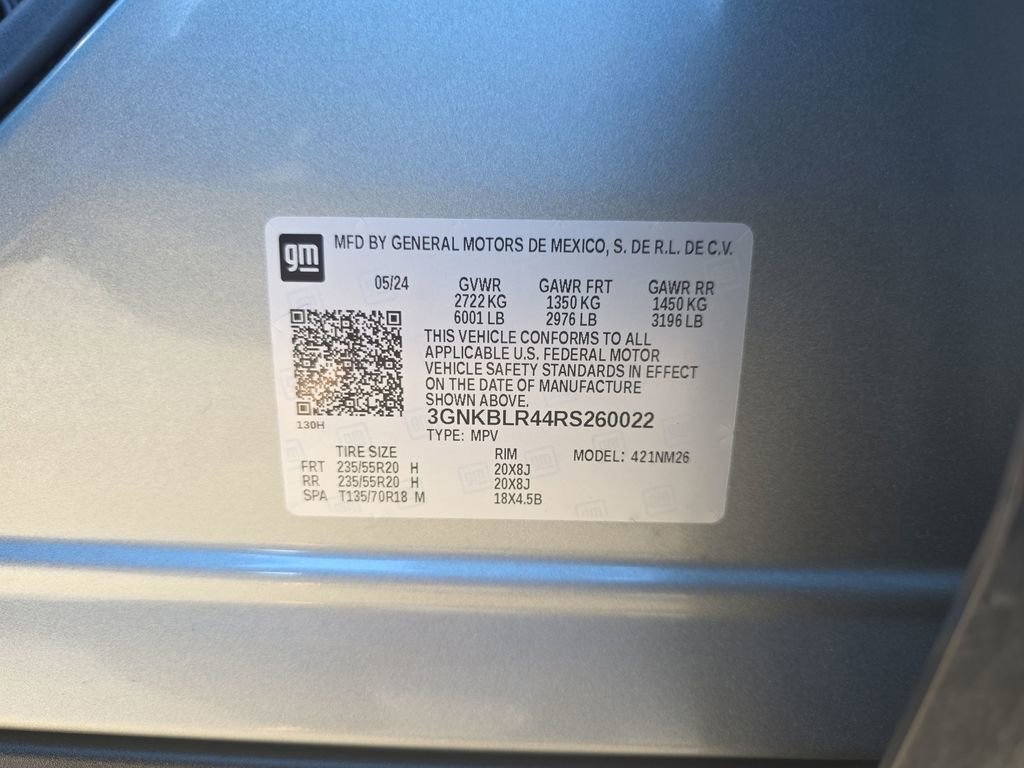 gm MFD BY GENERAL MOTORS DE MEXICO, S. DE R.L. DE C.V.
05/24 GVWR GAWR FRT GAWR RR
2722 KG 1350 KG 1450 KG
6001 LB 2976 LB 3196 LB
THIS VEHICLE CONFORMS TO ALL
APPLICABLE U.S. FEDERAL MOTOR
VEHICLE SAFETY STANDARDS IN EFFECT
ON THE DATE OF MANUFACTURE
SHOWN ABOVE.
3GNKBLR44RS260022
130H
TYPE: MPV
TIRE SIZE RIM MODEL: 421NM26
FRT 235/55R20 H 20X8J
RR 235/55R20 H 20X8J
SPA T135/70R18 M 18X4.5B